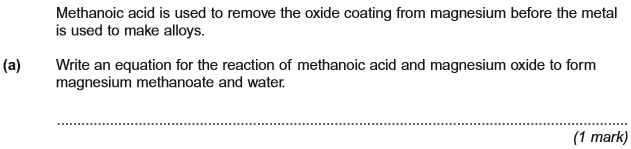 Methanoic acid is used to remove the oxide coating from magnesium before the metal
is used to make alloys.
(a) Write an equation for the reaction of methanoic acid and magnesium oxide to form
magnesium methanoate and water.
(1 mark)